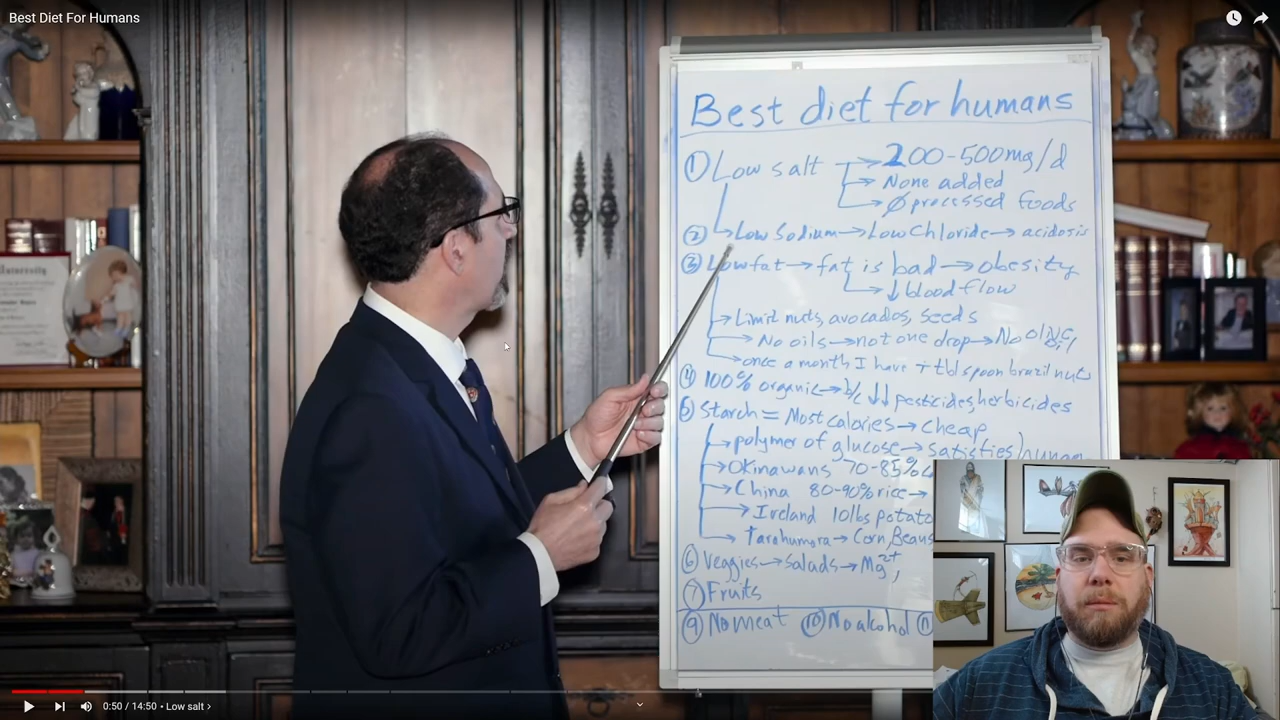 Best Diet For Humans
Best diet for humans
① Low salt → 200-500mg/d
→ None added
→ Ø processed foods
② → Low Sodium → Low Chloride → acidosis
③ Lowfat → fat is bad → obesity
→ ↓ blood flow
→ Limit nuts, avocados, seeds
→ No oils → not one drop → No olive oil,
→ once a month I have 1 tbl spoon brazil nuts
④ 100% organic → b/c ↓↓ pesticides, herbicides
⑤ Starch = Most calories → cheap
→ polymer of glucose → satisfies
→ Okinawans 70-85%
→ China 80-90% rice →
→ Ireland 10lbs potato
→ Tarahumara → Corn, Beans
⑥ Veggies → salads → Mg2+,
⑦ Fruits
⑨ No meat ⑩ No alcohol
0:50 / 14:50 • Low salt ›